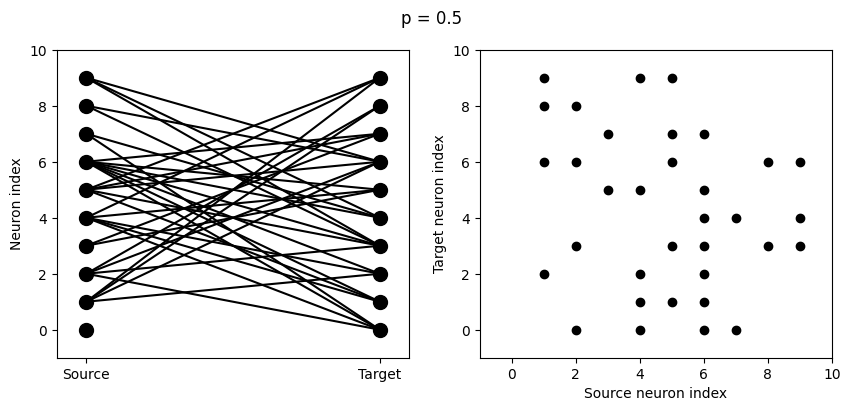 p = 0.5
Neuron index
10
8
6
4
2
0
Source Target
Target neuron index
10
8
6
4
2
0
0 2 4 6 8 10
Source neuron index